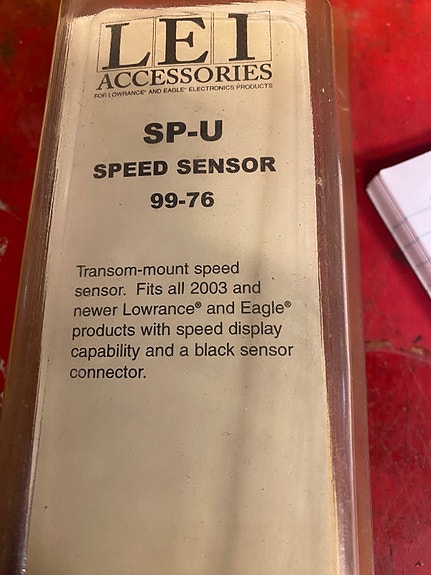 LEI
ACCESSORIES
FOR LOWRANCE® AND EAGLE® ELECTRONICS PRODUCTS
SP-U
SPEED SENSOR
99-76
Transom-mount speed
sensor.  Fits all 2003 and
newer Lowrance® and Eagle®
products with speed display
capability and a black sensor
connector.